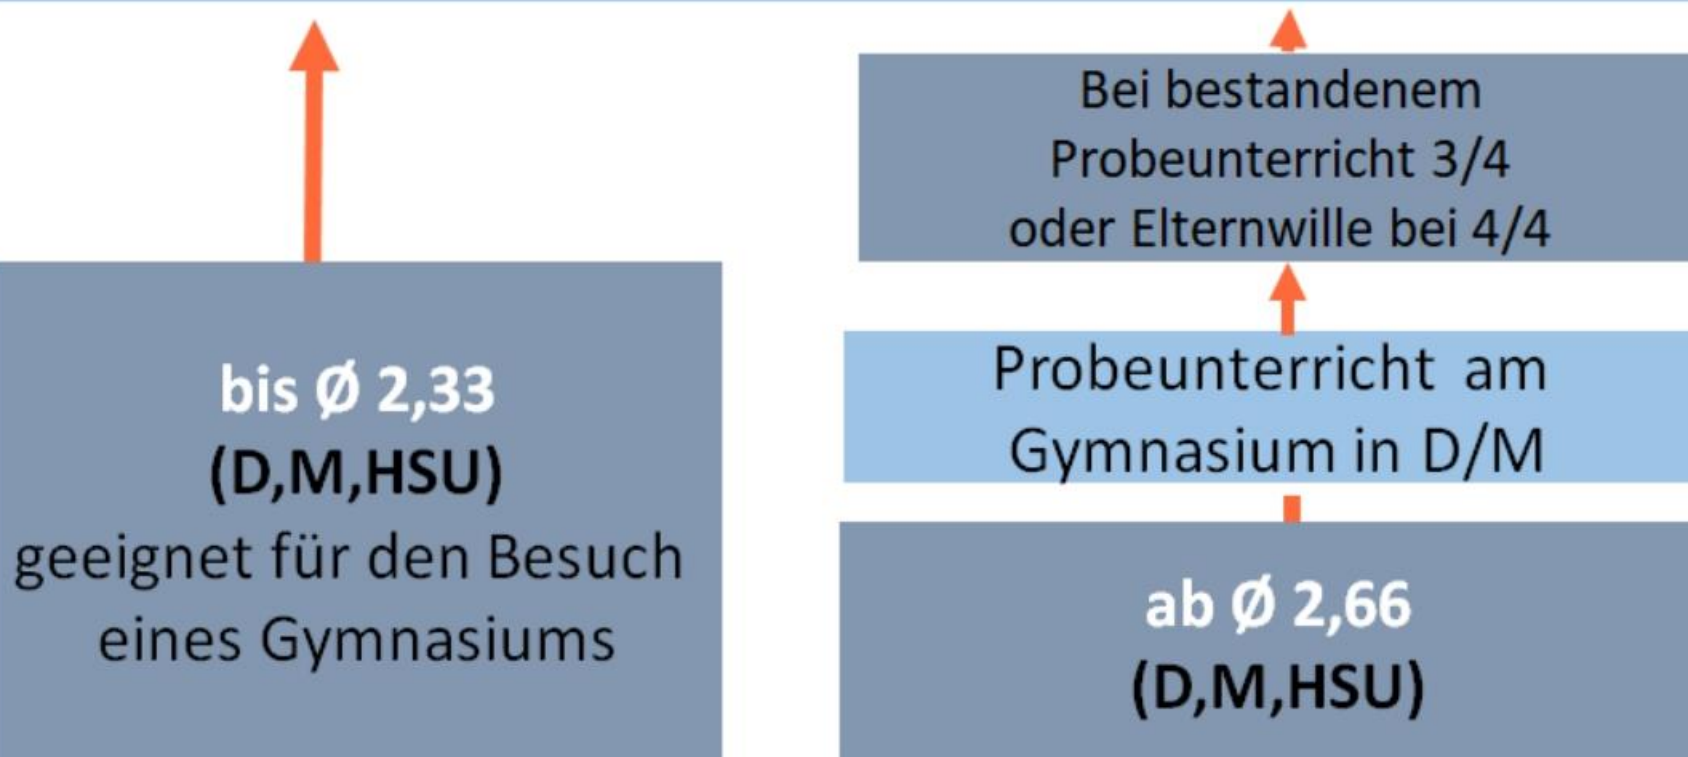 bis Ø 2,33
(D,M,HSU)
geeignet für den Besuch
eines Gymnasiums
Bei bestandenem
Probeunterricht 3/4
oder Elternwille bei 4/4
Probeunterricht am
Gymnasium in D/M
ab Ø 2,66
(D,M,HSU)